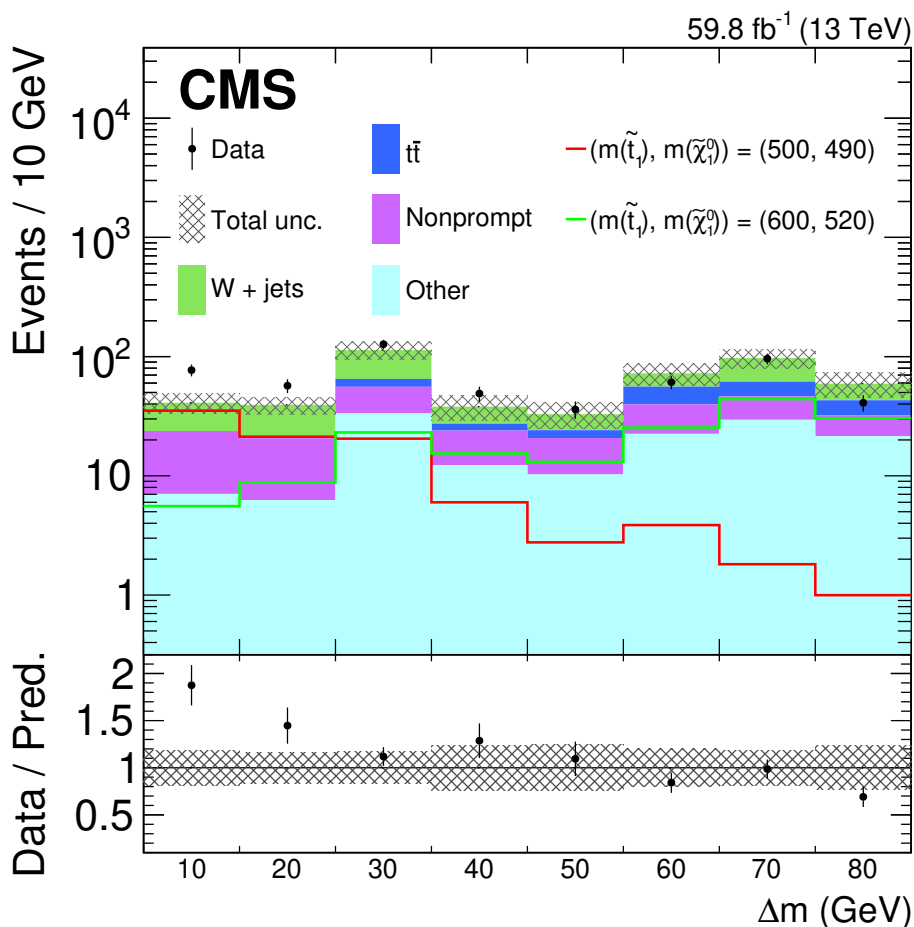 59.8 fb⁻¹ (13 TeV)
CMS
Data
Total unc.
W + jets
tt̄
Nonprompt
Other
(m(t̃₁), m(χ̃₁⁰)) = (500, 490)
(m(t̃₁), m(χ̃₁⁰)) = (600, 520)
Events / 10 GeV
10⁴
10³
10²
10
1
Data / Pred.
2
1.5
1
0.5
10 20 30 40 50 60 70 80
Δm (GeV)